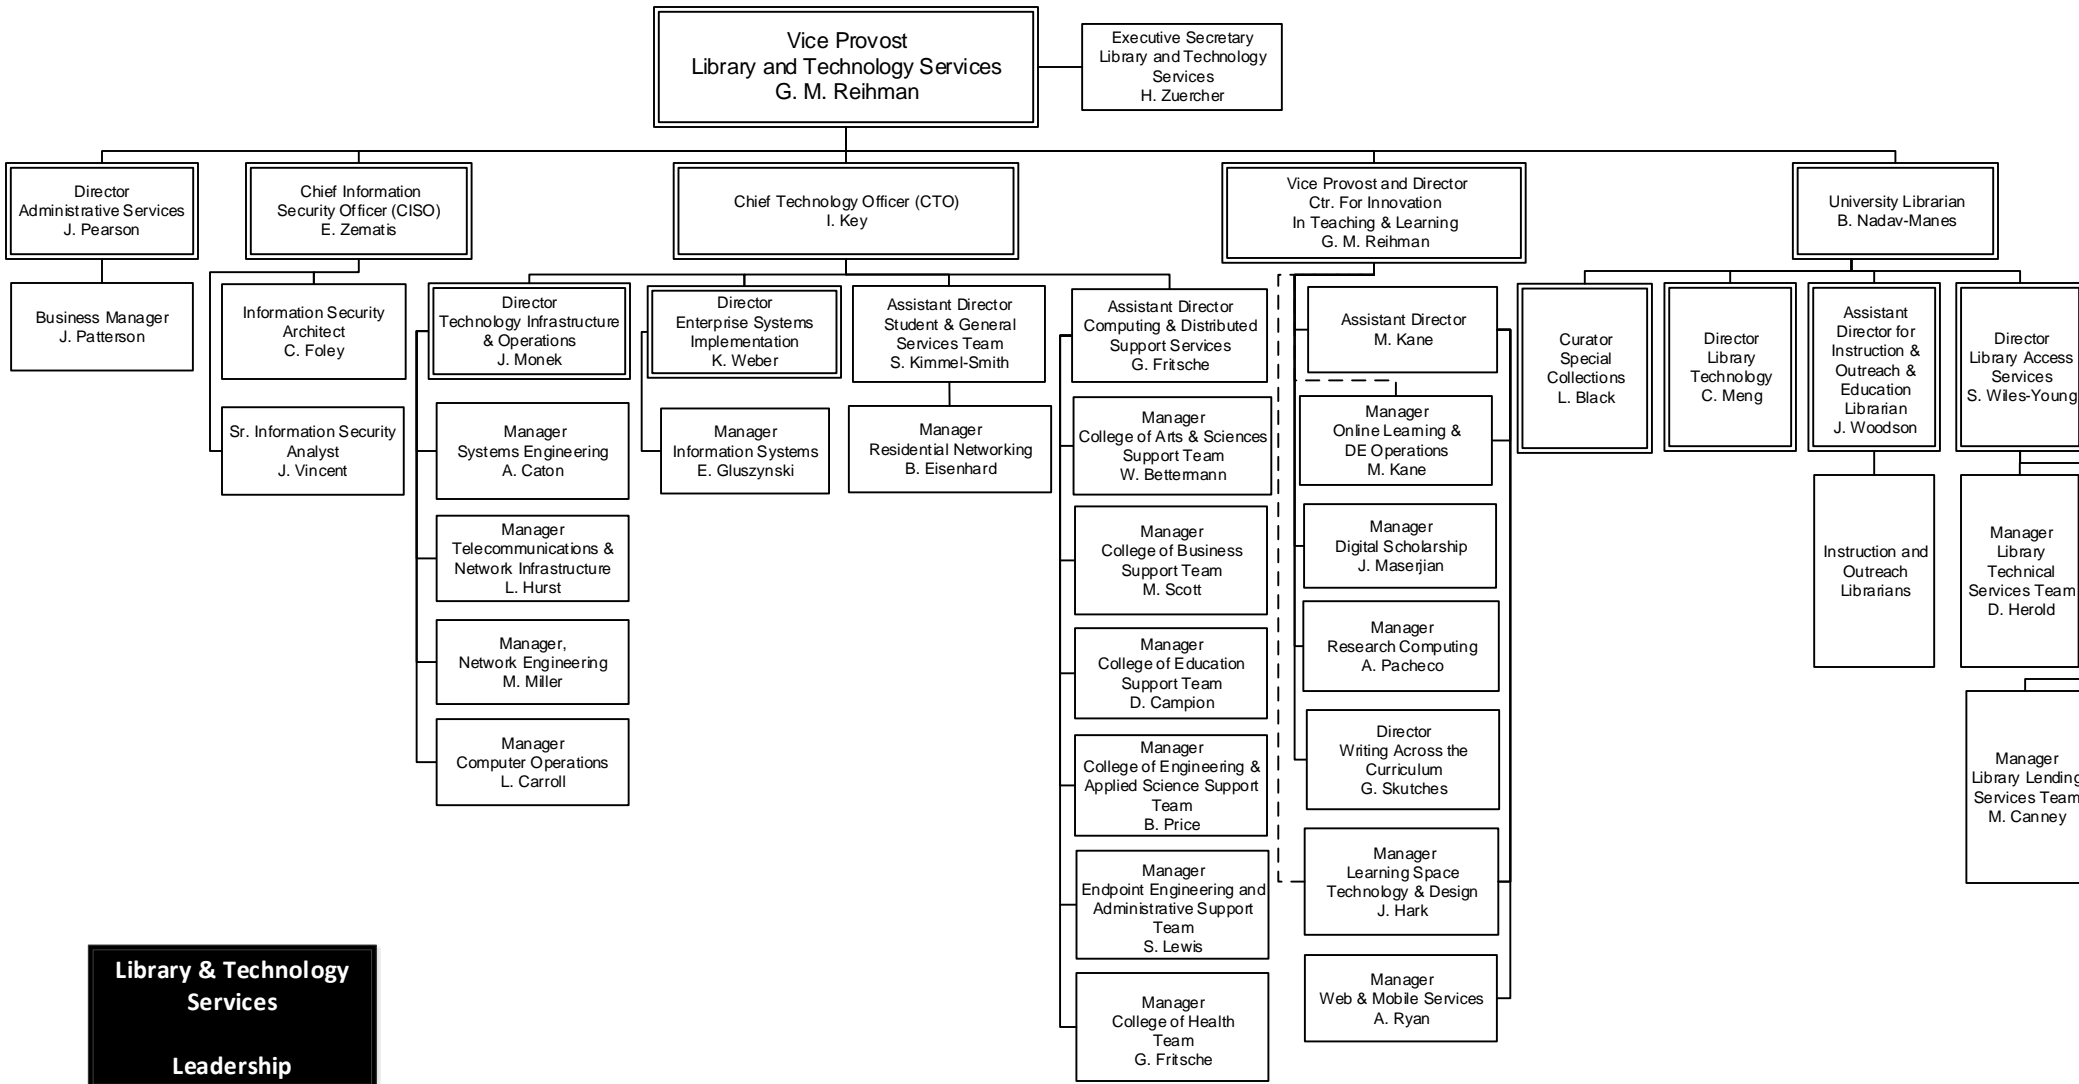 Vice Provost
Library and Technology Services
G. M. Reihman
Executive Secretary
Library and Technology
Services
H. Zuercher
Director
Administrative Services
J. Pearson
Chief Information
Security Officer (CISO)
E. Zematis
Chief Technology Officer (CTO)
I. Key
Vice Provost and Director
Ctr. For Innovation
In Teaching & Learning
G. M. Reihman
University Librarian
B. Nadav-Manes
Business Manager
J. Patterson
Information Security
Architect
C. Foley
Sr. Information Security
Analyst
J. Vincent
Director
Technology Infrastructure
& Operations
J. Monek
Manager
Systems Engineering
A. Caton
Manager
Telecommunications &
Network Infrastructure
L. Hurst
Manager,
Network Engineering
M. Miller
Manager
Computer Operations
L. Carroll
Director
Enterprise Systems
Implementation
K. Weber
Manager
Information Systems
E. Gluszynski
Assistant Director
Student & General
Services Team
S. Kimmel-Smith
Manager
Residential Networking
B. Eisenhard
Assistant Director
Computing & Distributed
Support Services
G. Fritsche
Manager
College of Arts & Sciences
Support Team
W. Bettermann
Manager
College of Business
Support Team
M. Scott
Manager
College of Education
Support Team
D. Campion
Manager
College of Engineering &
Applied Science Support
Team
B. Price
Manager
Endpoint Engineering and
Administrative Support
Team
S. Lewis
Manager
College of Health
Team
G. Fritsche
Assistant Director
M. Kane
Manager
Online Learning &
DE Operations
M. Kane
Manager
Digital Scholarship
J. Maserjian
Manager
Research Computing
A. Pacheco
Director
Writing Across the
Curriculum
G. Skutches
Manager
Learning Space
Technology & Design
J. Hark
Manager
Web & Mobile Services
A. Ryan
Curator
Special
Collections
L. Black
Director
Library
Technology
C. Meng
Assistant
Director for
Instruction &
Outreach &
Education
Librarian
J. Woodson
Instruction and
Outreach
Librarians
Director
Library Access
Services
S. Wiles-Young
Manager
Library
Technical
Services Team
D. Herold
Manager
Library Lending
Services Team
M. Canney
Library & Technology
Services
Leadership